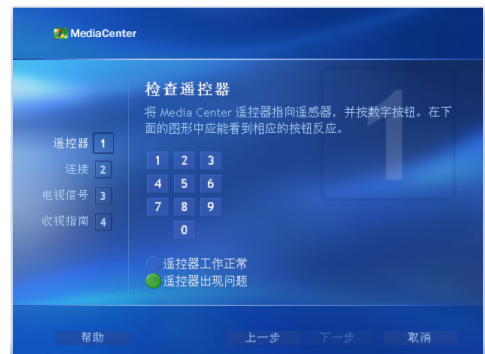 MediaCenter
检查遥控器
将 Media Center 遥控器指向遥感器，并按数字按钮。在下
面的图形中应能看到相应的按钮反应。
遥控器 1
连接 2
电视信号 3
收视指南 4
1 2 3
4 5 6
7 8 9
0
遥控器工作正常
遥控器出现问题
1
帮助 上一步 下一步 取消